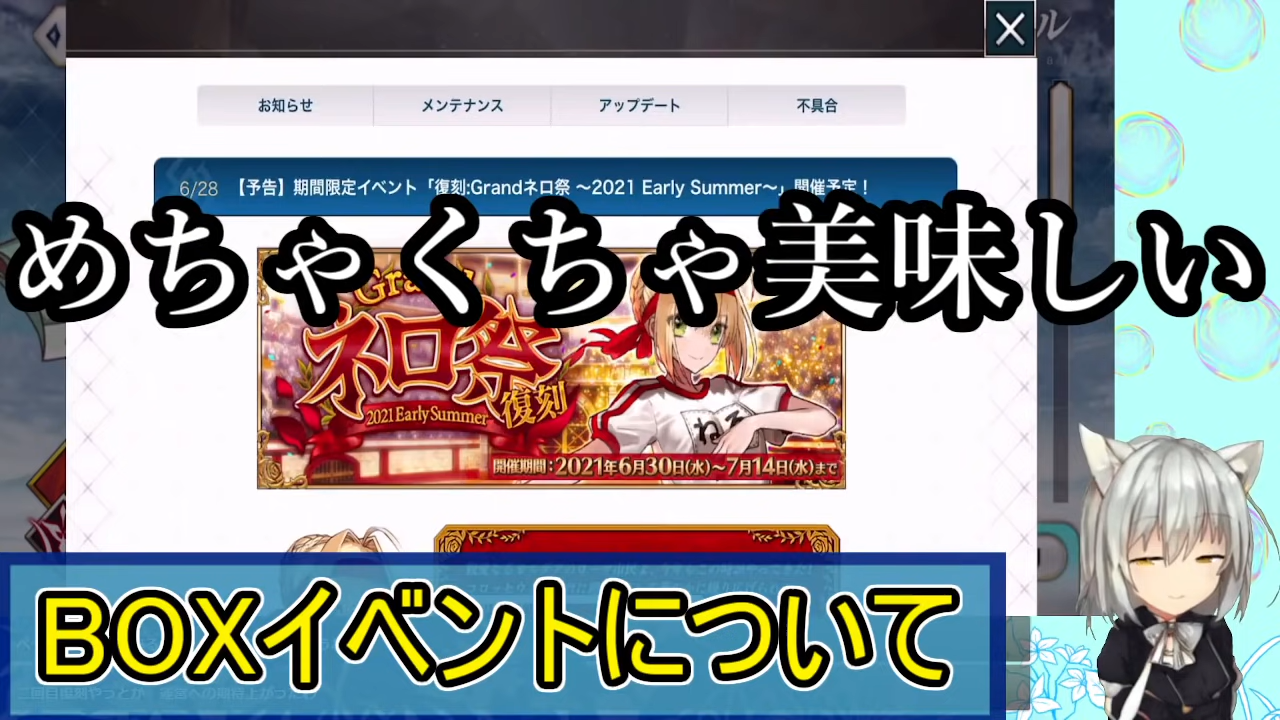 ル
お知らせ
メンテナンス
アップデート
不具合
6/28 【予告】期間限定イベント「復刻:Grandネロ祭 ～2021 Early Summer～」開催予定！
めちゃくちゃ美味しい
ネロ祭
2021 Early Summer
復刻
ねろ
開催期間：2021年6月30日(水)～7月14日(水)まで
BOXイベントについて